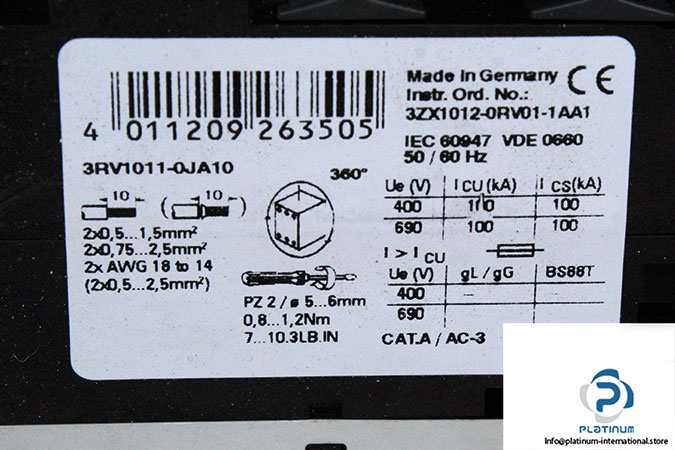 4 011209 263505
Made in Germany
CE
Instr. Ord. No.:
3ZX1012-0RV01-1AA1
IEC 60947 VDE 0660
50 / 60 Hz
3RV1011-0JA10
360°
10 ( 10 )
2x0,5...1,5mm²
2x0,75...2,5mm²
2x AWG 18 to 14
(2x0,5...2,5mm²)
PZ 2 / ø 5...6mm
0,8...1,2Nm
7...10.3LB.IN
Ue (V) ICU(kA) ICS(kA)
400 100 100
690 100 100
I > ICU
Ue (V) gL / gG BS88T
400
690
CAT.A / AC-3
PLATINUM
Info@platinum-international.store